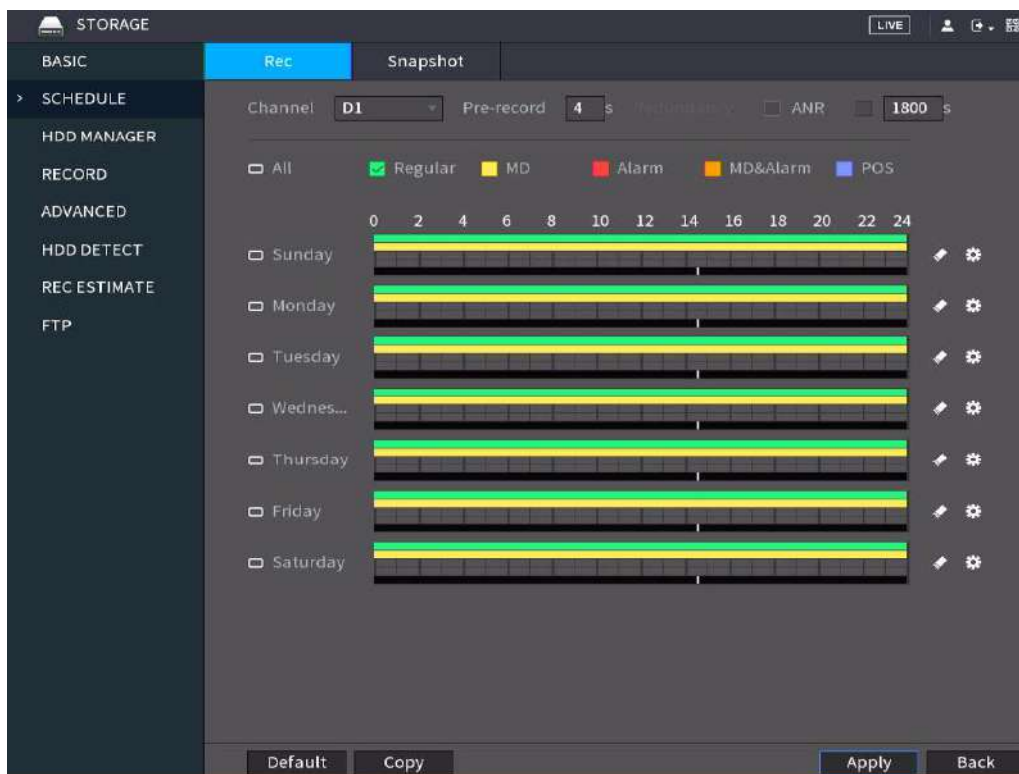 STORAGE LIVE
BASIC Rec Snapshot
> SCHEDULE Channel D1 Pre-record 4 s Redundancy ANR 1800 s
HDD MANAGER
RECORD All Regular MD Alarm MD&Alarm POS
ADVANCED 0 2 4 6 8 10 12 14 16 18 20 22 24
HDD DETECT Sunday
REC ESTIMATE Monday
FTP
Tuesday
Wednes...
Thursday
Friday
Saturday
Default Copy Apply Back